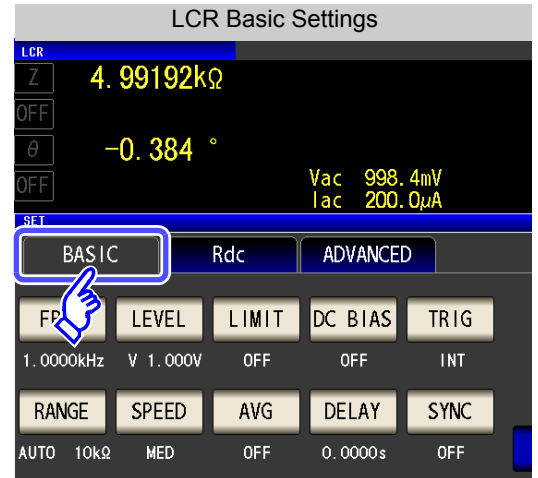 LCR Basic Settings
LCR
Z 4.99192kΩ
OFF
θ -0.384 °
OFF
Vac 998.4mV
Iac 200.0μA
SET
BASIC Rdc ADVANCED
LEVEL LIMIT DC BIAS TRIG
1.0000kHz V 1.000V OFF OFF INT
RANGE SPEED AVG DELAY SYNC
AUTO 10kΩ MED OFF 0.0000s OFF